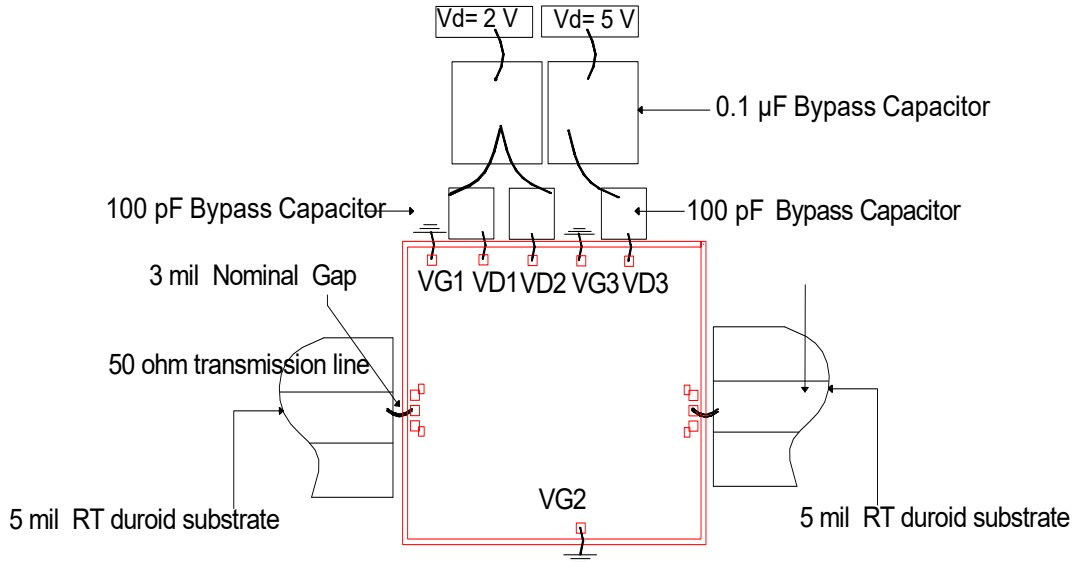 Vd= 2 V
Vd= 5 V
0.1 µF Bypass Capacitor
100 pF Bypass Capacitor
100 pF Bypass Capacitor
VG1 VD1 VD2 VG3 VD3
3 mil Nominal Gap
50 ohm transmission line
VG2
5 mil RT duroid substrate
5 mil RT duroid substrate